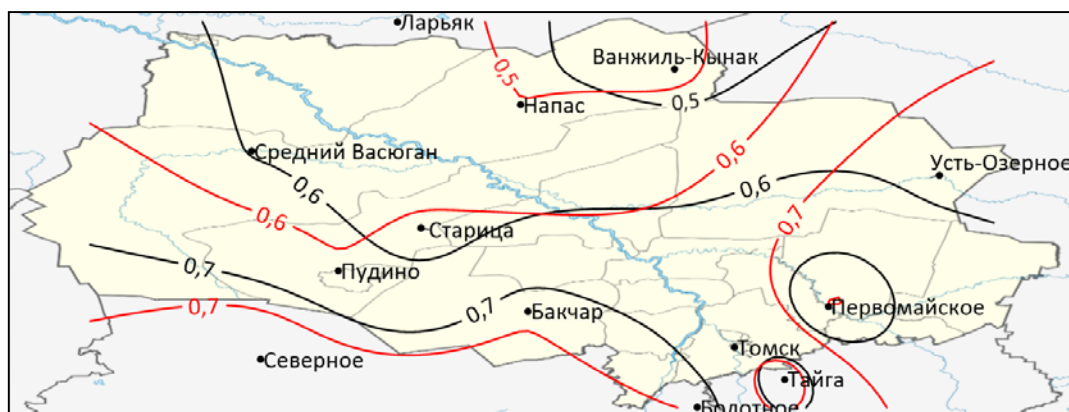 Ларьяк
Ванжиль-Кынак
0,5
0,5
Напас
Средний Васюган
0,6
Усть-Озерное
0,6
0,6
0,6
0,7
Старица
0,7
Пудино
0,7
0,7
Бакчар
Первомайское
Северное
Томск
Тайга
Болотное